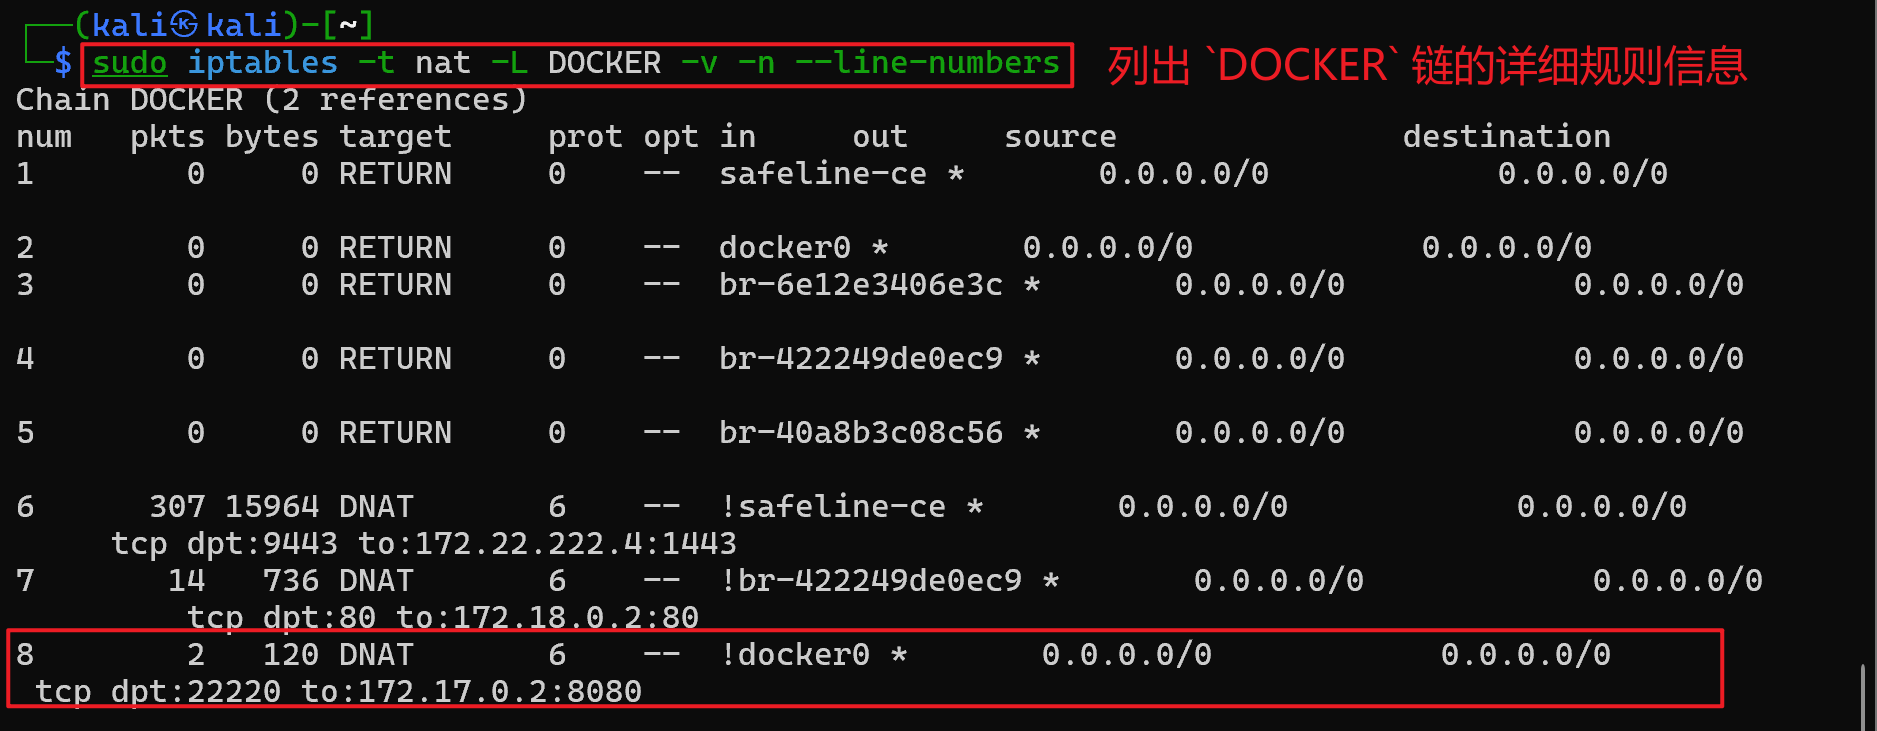 ┌──(kali㉿kali)-[~]
└─$ sudo iptables -t nat -L DOCKER -v -n --line-numbers 列出 `DOCKER` 链的详细规则信息
Chain DOCKER (2 references)
num   pkts bytes target     prot opt in     out     source               destination
1        0     0 RETURN     0    --  safeline-ce *       0.0.0.0/0            0.0.0.0/0
2        0     0 RETURN     0    --  docker0 *       0.0.0.0/0            0.0.0.0/0
3        0     0 RETURN     0    --  br-6e12e3406e3c *       0.0.0.0/0            0.0.0.0/0
4        0     0 RETURN     0    --  br-422249de0ec9 *       0.0.0.0/0            0.0.0.0/0
5        0     0 RETURN     0    --  br-40a8b3c08c56 *       0.0.0.0/0            0.0.0.0/0
6      307 15964 DNAT       6    --  !safeline-ce *       0.0.0.0/0            0.0.0.0/0
tcp dpt:9443 to:172.22.222.4:1443
7       14   736 DNAT       6    --  !br-422249de0ec9 *       0.0.0.0/0            0.0.0.0/0
tcp dpt:80 to:172.18.0.2:80
8        2   120 DNAT       6    --  !docker0 *       0.0.0.0/0            0.0.0.0/0
tcp dpt:22220 to:172.17.0.2:8080